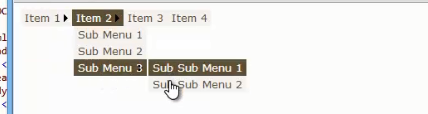 Item 1 Item 2 Item 3 Item 4
Sub Menu 1
Sub Menu 2
Sub Menu 3 Sub Sub Menu 1
Sub Sub Menu 2